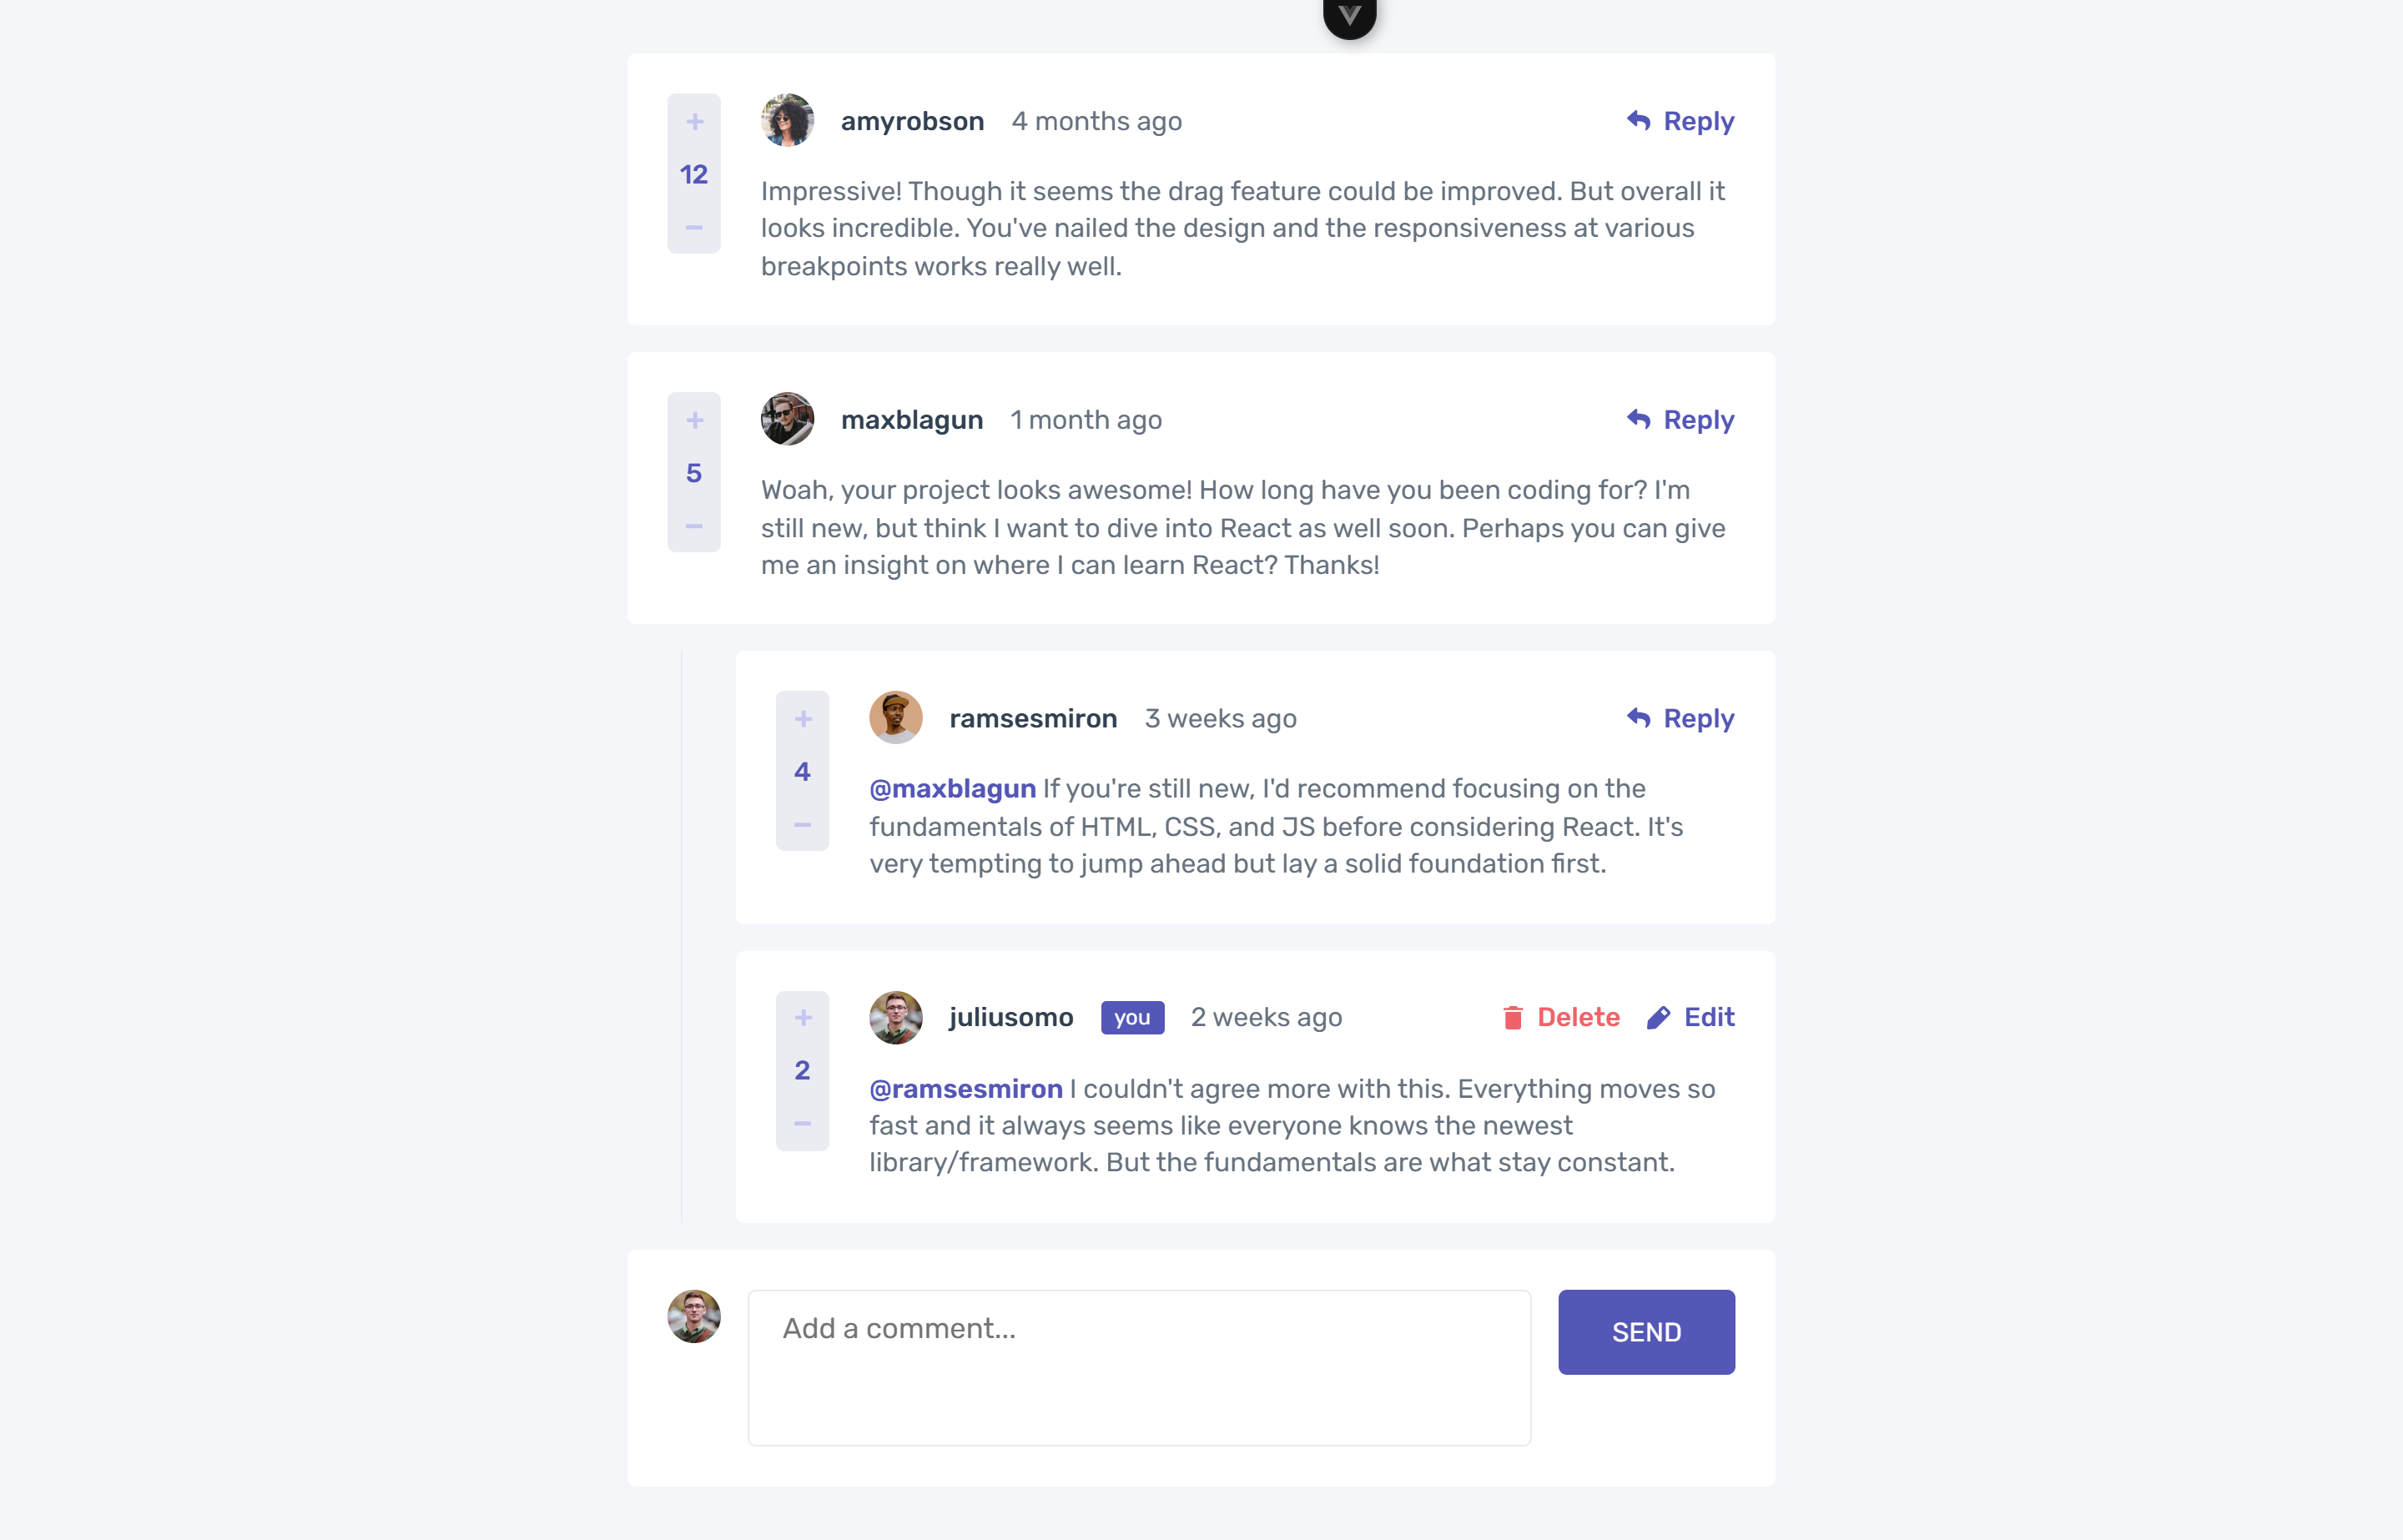 amyrobson 4 months ago Reply
+
12
−
Impressive! Though it seems the drag feature could be improved. But overall it
looks incredible. You've nailed the design and the responsiveness at various
breakpoints works really well.
maxblagun 1 month ago Reply
+
5
−
Woah, your project looks awesome! How long have you been coding for? I'm
still new, but think I want to dive into React as well soon. Perhaps you can give
me an insight on where I can learn React? Thanks!
ramsesmiron 3 weeks ago Reply
+
4
−
@maxblagun If you're still new, I'd recommend focusing on the
fundamentals of HTML, CSS, and JS before considering React. It's
very tempting to jump ahead but lay a solid foundation first.
juliusomo you 2 weeks ago Delete Edit
+
2
−
@ramsesmiron I couldn't agree more with this. Everything moves so
fast and it always seems like everyone knows the newest
library/framework. But the fundamentals are what stay constant.
Add a comment...
SEND